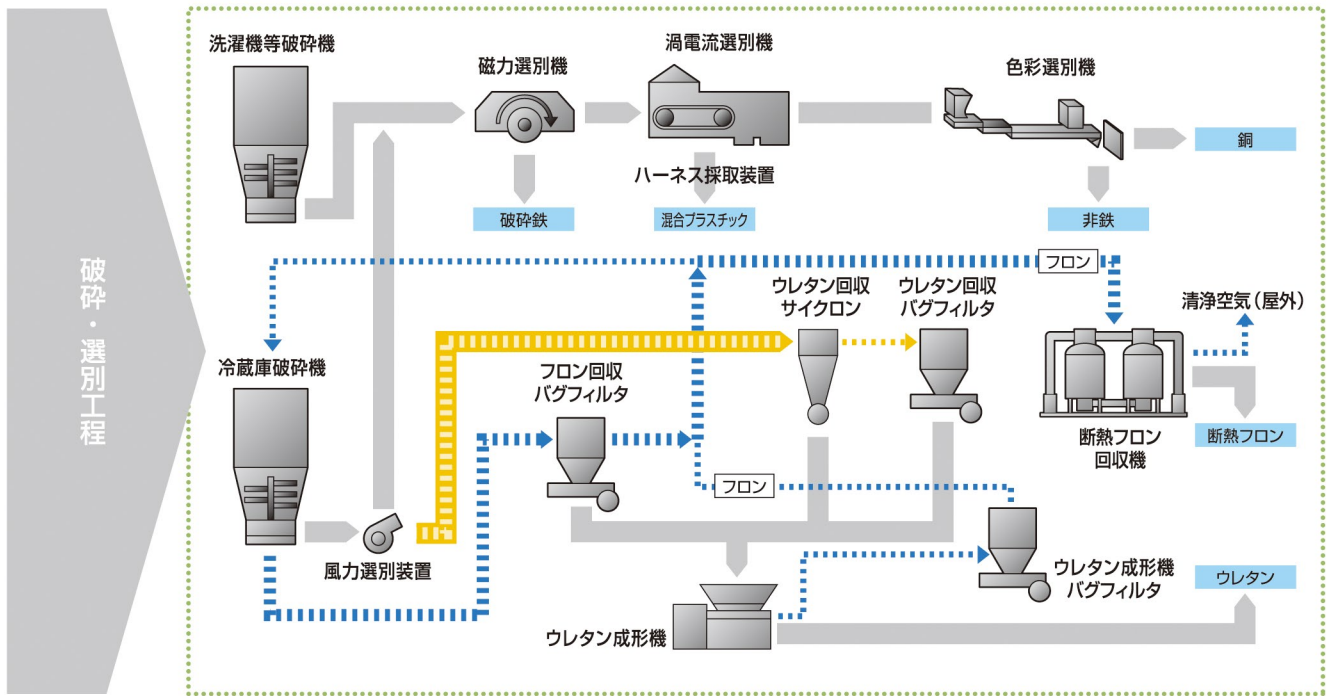 破砕・選別工程
洗濯機等破砕機
磁力選別機
渦電流選別機
色彩選別機
銅
ハーネス採取装置
破砕鉄
混合プラスチック
非鉄
フロン
ウレタン回収
サイクロン
ウレタン回収
バグフィルタ
清浄空気(屋外)
冷蔵庫破砕機
フロン回収
バグフィルタ
断熱フロン
回収機
断熱フロン
フロン
風力選別装置
ウレタン成形機
バグフィルタ
ウレタン
ウレタン成形機